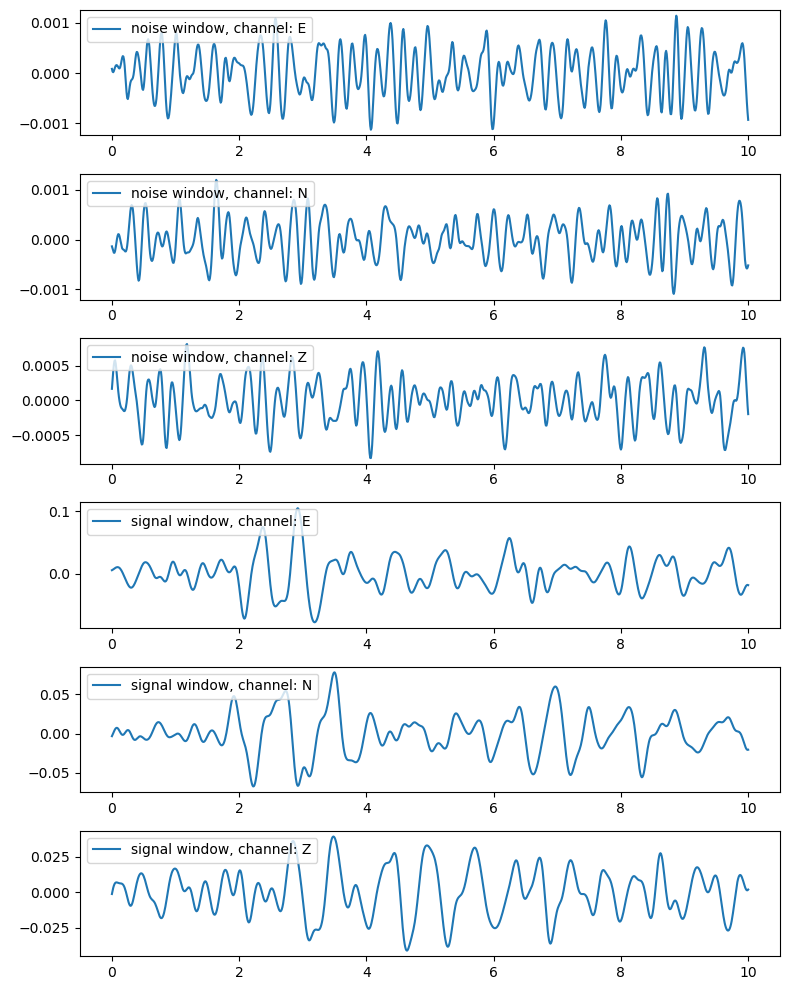 noise window, channel: E
0.001
0.000
−0.001
0 2 4 6 8 10
noise window, channel: N
0.001
0.000
−0.001
0 2 4 6 8 10
noise window, channel: Z
0.0005
0.0000
−0.0005
0 2 4 6 8 10
signal window, channel: E
0.1
0.0
0 2 4 6 8 10
signal window, channel: N
0.05
0.00
−0.05
0 2 4 6 8 10
signal window, channel: Z
0.025
0.000
−0.025
0 2 4 6 8 10